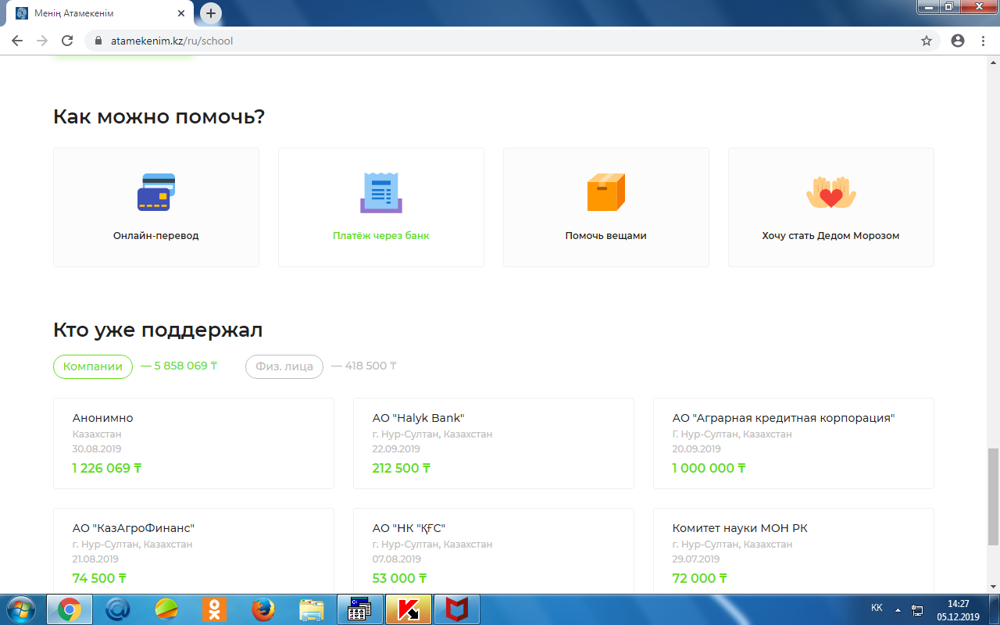 Менің Атамекенім
atamekenim.kz/ru/school
Как можно помочь?
Онлайн-перевод
Платёж через банк
Помочь вещами
Хочу стать Дедом Морозом
Кто уже поддержал
Компании — 5 858 069 ₸ Физ. лица — 418 500 ₸
Анонимно
Казахстан
30.08.2019
1 226 069 ₸
АО "Halyk Bank"
г. Нур-Султан, Казахстан
22.09.2019
212 500 ₸
АО "Аграрная кредитная корпорация"
Г. Нур-Султан, Казахстан
20.09.2019
1 000 000 ₸
АО "КазАгроФинанс"
г. Нур-Султан, Казахстан
21.08.2019
74 500 ₸
АО "НК "ҚҒС"
г. Нур-Султан, Казахстан
07.08.2019
53 000 ₸
Комитет науки МОН РК
г. Нур-Султан, Казахстан
29.07.2019
72 000 ₸
KK
14:27
05.12.2019